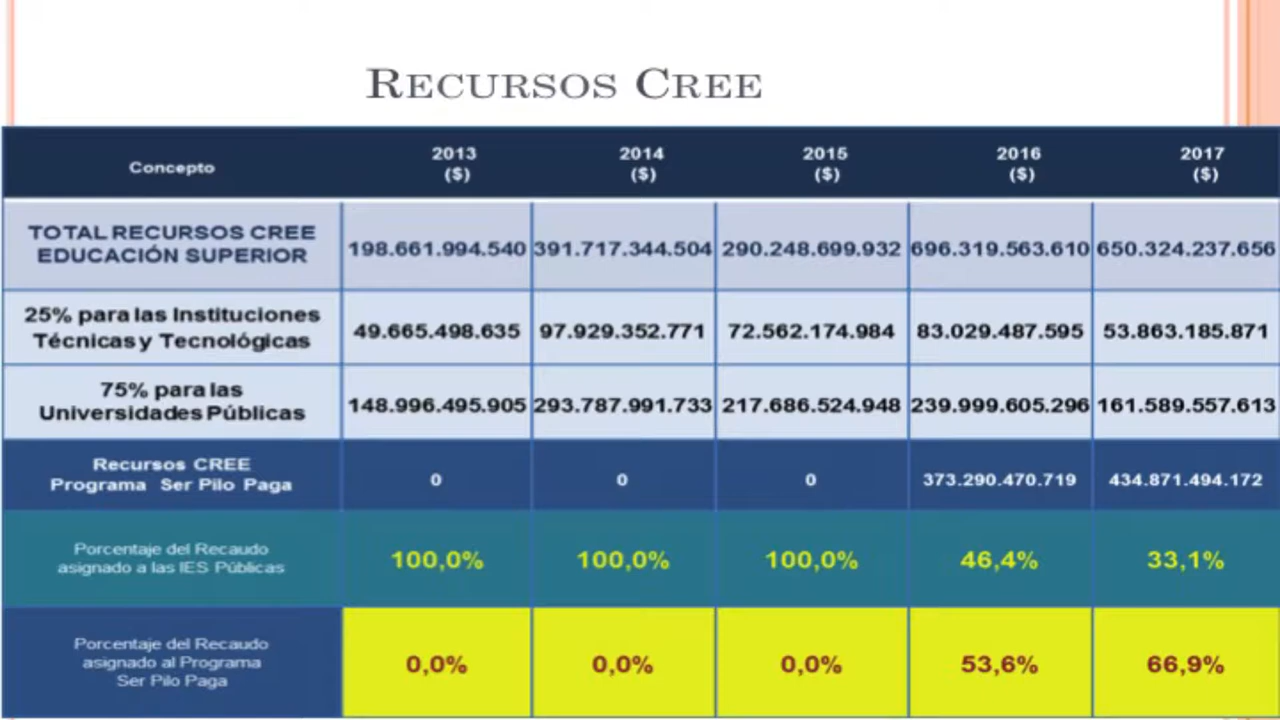 RECURSOS CREE
Concepto
2013
($)
2014
($)
2015
($)
2016
($)
2017
($)
TOTAL RECURSOS CREE
EDUCACIÓN SUPERIOR
198.661.994.540
391.717.344.504
290.248.699.932
696.319.563.610
650.324.237.656
25% para las Instituciones
Técnicas y Tecnológicas
49.665.498.635
97.929.352.771
72.562.174.984
83.029.487.595
53.863.185.871
75% para las
Universidades Públicas
148.996.495.905
293.787.991.733
217.686.524.948
239.999.605.296
161.589.557.613
Recursos CREE
Programa Ser Pilo Paga
0
0
0
373.290.470.719
434.871.494.172
Porcentaje del Recaudo
asignado a las IES Públicas
100,0%
100,0%
100,0%
46,4%
33,1%
Porcentaje del Recaudo
asignado al Programa
Ser Pilo Paga
0,0%
0,0%
0,0%
53,6%
66,9%